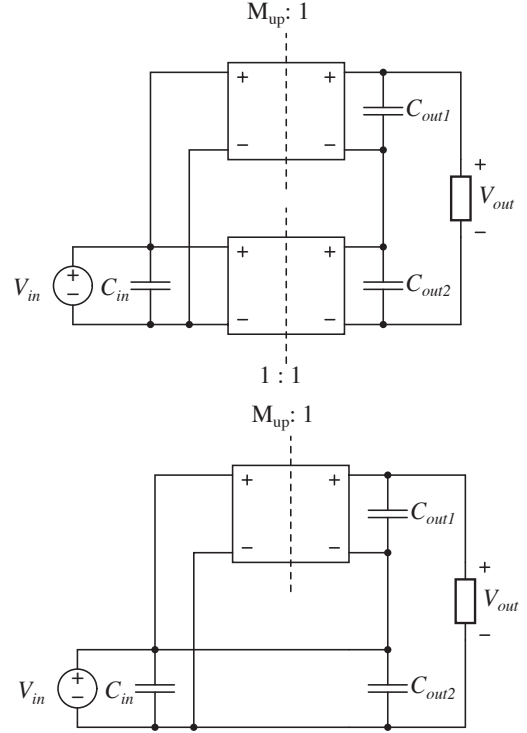 M_up: 1
+ +
− −
C_out1
+
V_out
−
+ +
− −
V_in
+
−
C_in
C_out2
1 : 1
M_up: 1
+ +
− −
C_out1
+
V_out
−
V_in
+
−
C_in
C_out2